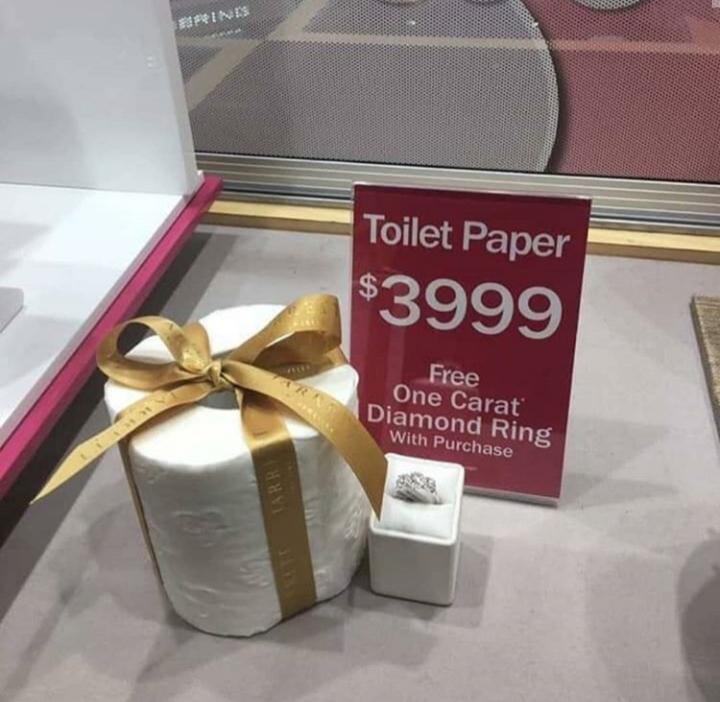 Toilet Paper
$3999
Free
One Carat*
Diamond Ring
With Purchase